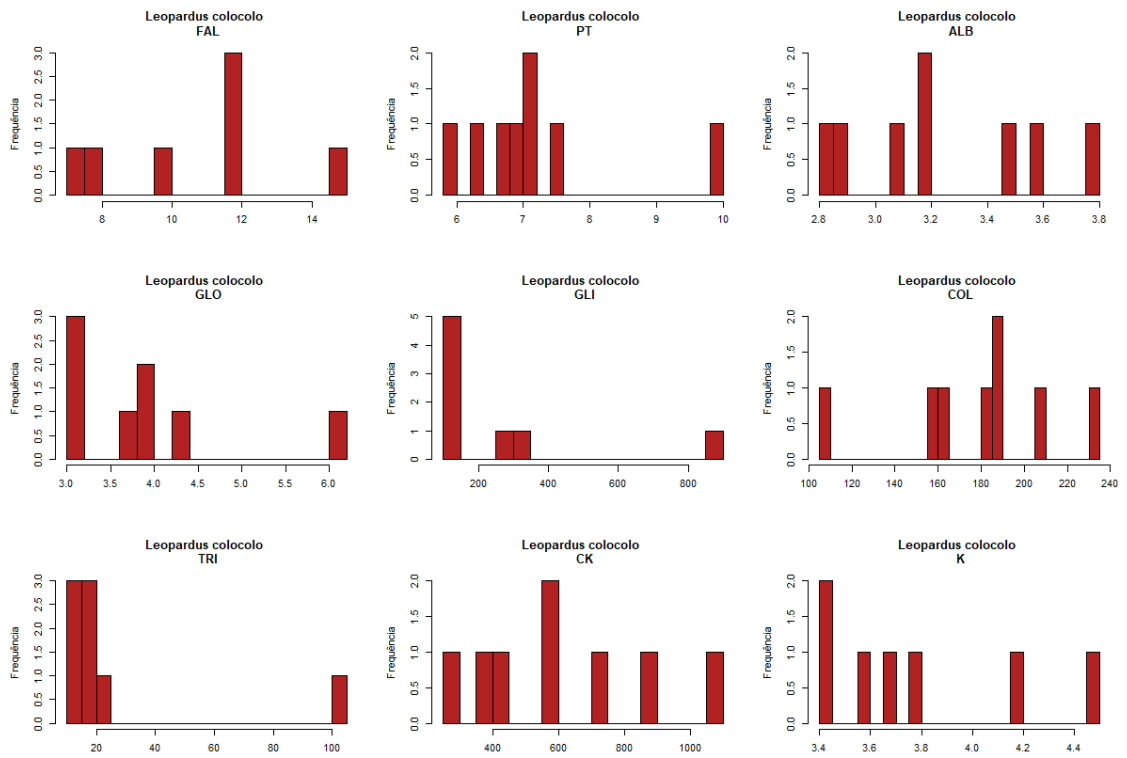 Leopardus colocolo
FAL
Frequência
0.0 0.5 1.0 1.5 2.0 2.5 3.0
8 10 12 14
Leopardus colocolo
PT
Frequência
0.0 0.5 1.0 1.5 2.0
6 7 8 9 10
Leopardus colocolo
ALB
Frequência
0.0 0.5 1.0 1.5 2.0
2.8 3.0 3.2 3.4 3.6 3.8
Leopardus colocolo
GLO
Frequência
0.0 0.5 1.0 1.5 2.0 2.5 3.0
3.0 3.5 4.0 4.5 5.0 5.5 6.0
Leopardus colocolo
GLI
Frequência
0 1 2 3 4 5
200 400 600 800
Leopardus colocolo
COL
Frequência
0.0 0.5 1.0 1.5 2.0
100 120 140 160 180 200 220 240
Leopardus colocolo
TRI
Frequência
0.0 0.5 1.0 1.5 2.0 2.5 3.0
20 40 60 80 100
Leopardus colocolo
CK
Frequência
0.0 0.5 1.0 1.5 2.0
400 600 800 1000
Leopardus colocolo
K
Frequência
0.0 0.5 1.0 1.5 2.0
3.4 3.6 3.8 4.0 4.2 4.4